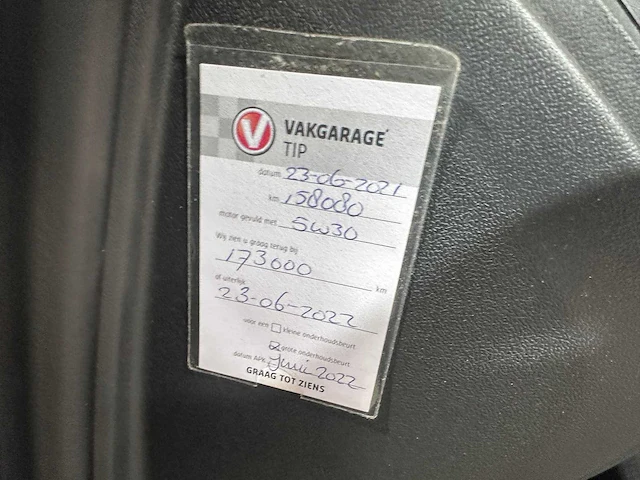 V VAKGARAGE
TIP
datum 23-06-2021
km 158080
motor gevuld met 5W30
Wij zien u graag terug bij
173000 km
of uiterlijk
23-06-2022
voor een kleine onderhoudsbeurt
grote onderhoudsbeurt
datum APK: Juni 2022
GRAAG TOT ZIENS